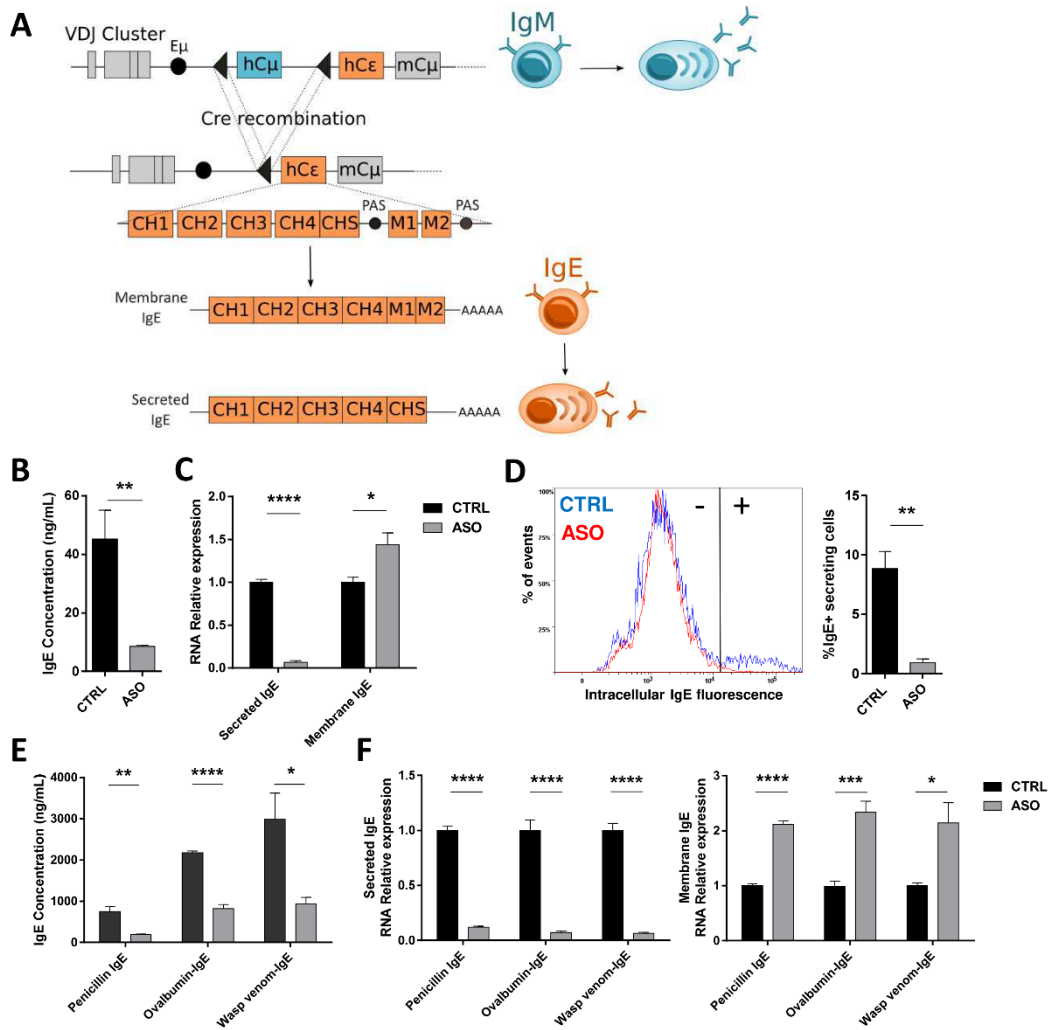 A
VDJ Cluster
Eμ
hCμ
hCε
mCμ
IgM
Cre recombination
hCε
mCμ
PAS
PAS
CH1
CH2
CH3
CH4
CHS
M1
M2
IgE
Membrane
IgE
CH1
CH2
CH3
CH4
M1
M2
AAAAA
Secreted
IgE
CH1
CH2
CH3
CH4
CHS
AAAAA
B
IgE Concentration (ng/mL)
60
40
20
0
**
CTRL
ASO
C
RNA Relative expression
2.0
1.5
1.0
0.5
0.0
****
*
Secreted IgE
Membrane IgE
CTRL
ASO
D
% of events
100%
75%
50%
25%
CTRL
ASO
-
+
0
10³
10⁴
10⁵
Intracellular IgE fluorescence
%IgE+ secreting cells
15
10
5
0
**
CTRL
ASO
E
IgE Concentration (ng/mL)
4000
3000
2000
1000
0
**
****
*
Penicillin IgE
Ovalbumin-IgE
Wasp venom-IgE
F
Secreted IgE
RNA Relative expression
1.5
1.0
0.5
0.0
****
****
****
Penicillin IgE
Ovalbumin-IgE
Wasp venom-IgE
Membrane IgE
RNA Relative expression
3
2
1
0
****
***
*
Penicillin IgE
Ovalbumin-IgE
Wasp venom-IgE
CTRL
ASO